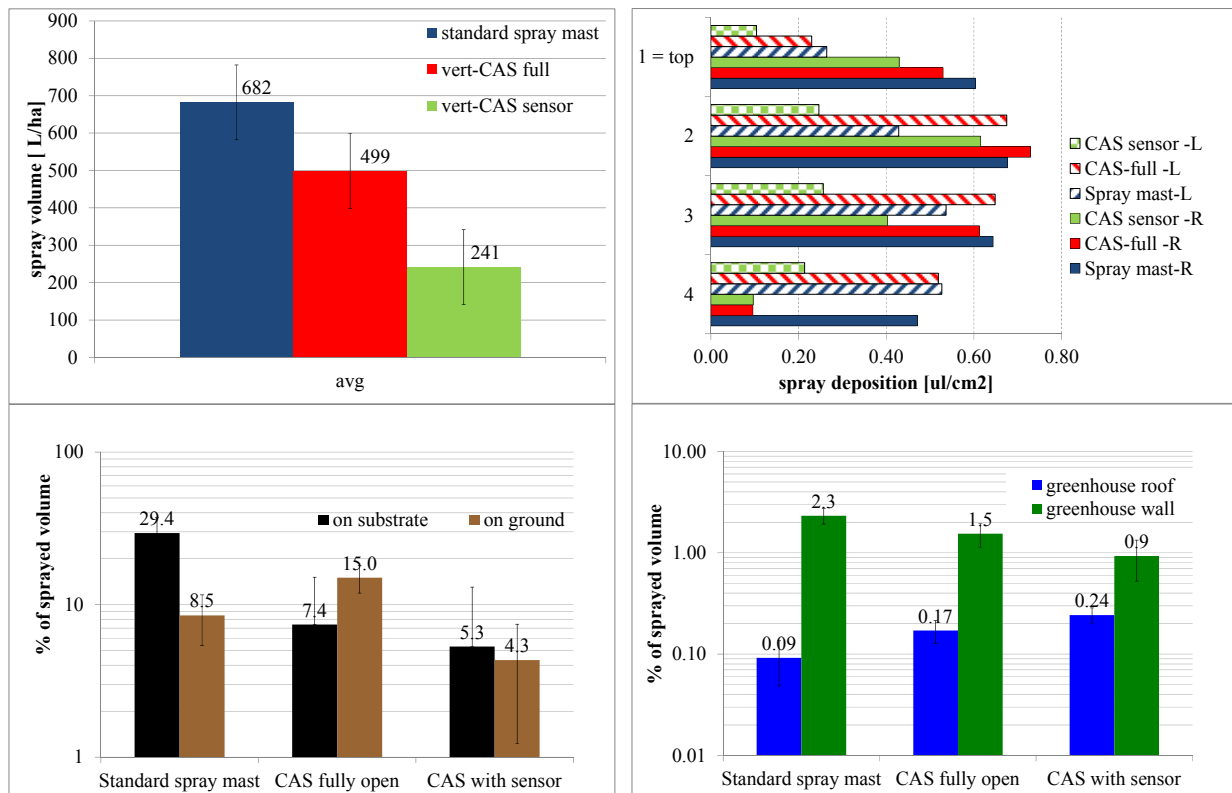 900
800
700
600
500
400
300
200
100
0
spray volume [ L/ha]
standard spray mast
vert-CAS full
vert-CAS sensor
682
499
241
avg
1 = top
2
3
4
0.00 0.20 0.40 0.60 0.80
spray deposition [ul/cm2]
CAS sensor -L
CAS-full -L
Spray mast-L
CAS sensor -R
CAS-full -R
Spray mast-R
100
10
1
% of sprayed volume
on substrate on ground
29.4
8.5
7.4
15.0
5.3
4.3
Standard spray mast CAS fully open CAS with sensor
10.00
1.00
0.10
0.01
% of sprayed volume
greenhouse roof
greenhouse wall
0.09
2.3
0.17
1.5
0.24
0.9
Standard spray mast CAS fully open CAS with sensor